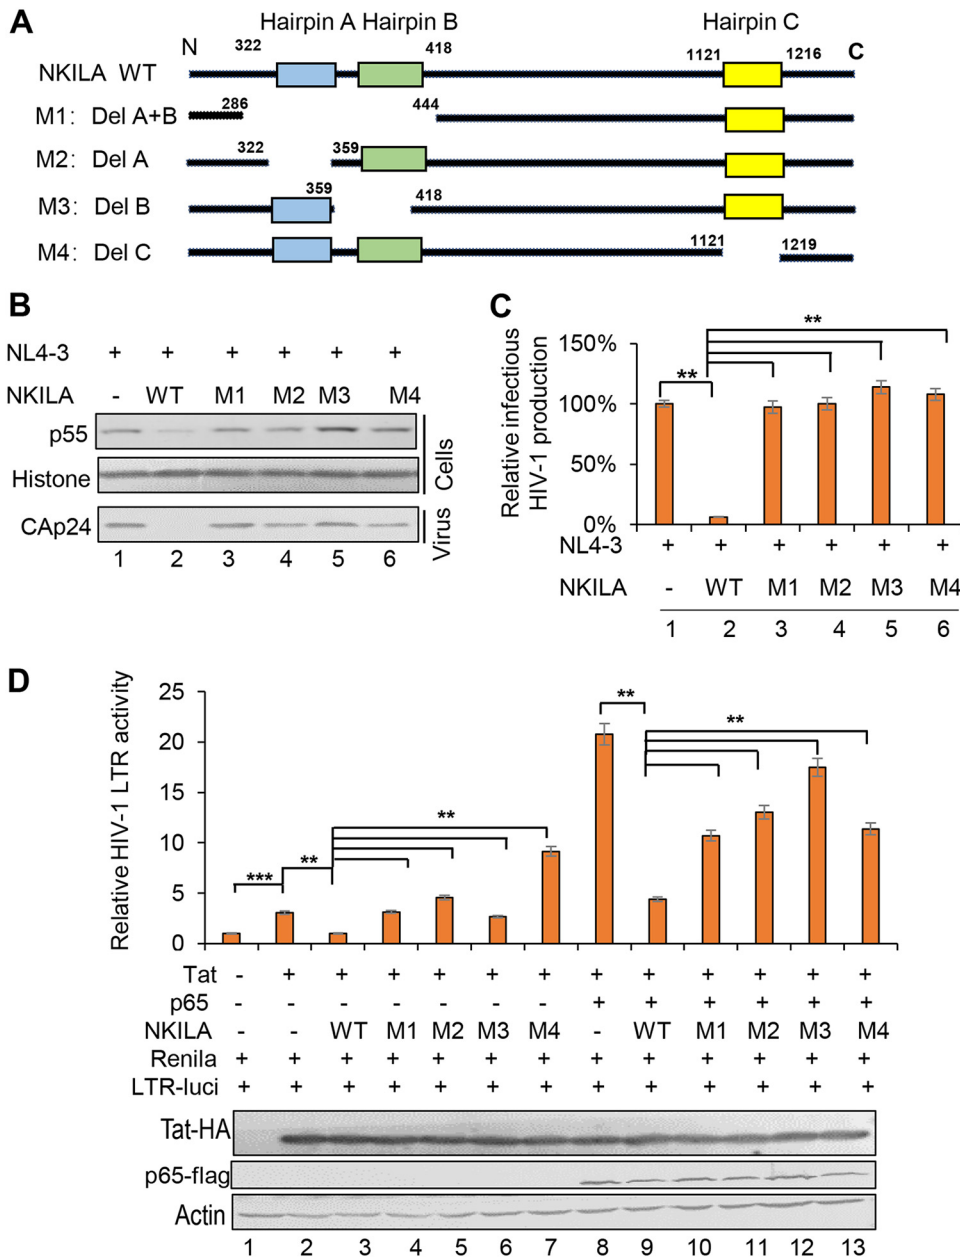 A
Hairpin A Hairpin B Hairpin C
N 322 418 1121 1216 C
NKILA WT
M1: Del A+B 286 444
M2: Del A 322 359
M3: Del B 359 418
M4: Del C 1121 1219
B
NL4-3 + + + + + +
NKILA - WT M1 M2 M3 M4
p55
Histone
CAp24
Cells
Virus
1 2 3 4 5 6
C
Relative infectious
HIV-1 production
150%
100%
50%
0%
** **
NL4-3 + + + + + +
NKILA - WT M1 M2 M3 M4
1 2 3 4 5 6
D
Relative HIV-1 LTR activity
25
20
15
10
5
0
*** ** ** ** **
Tat - + + + + + + + + + + + +
p65 - - - - - - - + + + + + +
NKILA - - WT M1 M2 M3 M4 - WT M1 M2 M3 M4
Renila + + + + + + + + + + + + +
LTR-luci + + + + + + + + + + + + +
Tat-HA
p65-flag
Actin
1 2 3 4 5 6 7 8 9 10 11 12 13